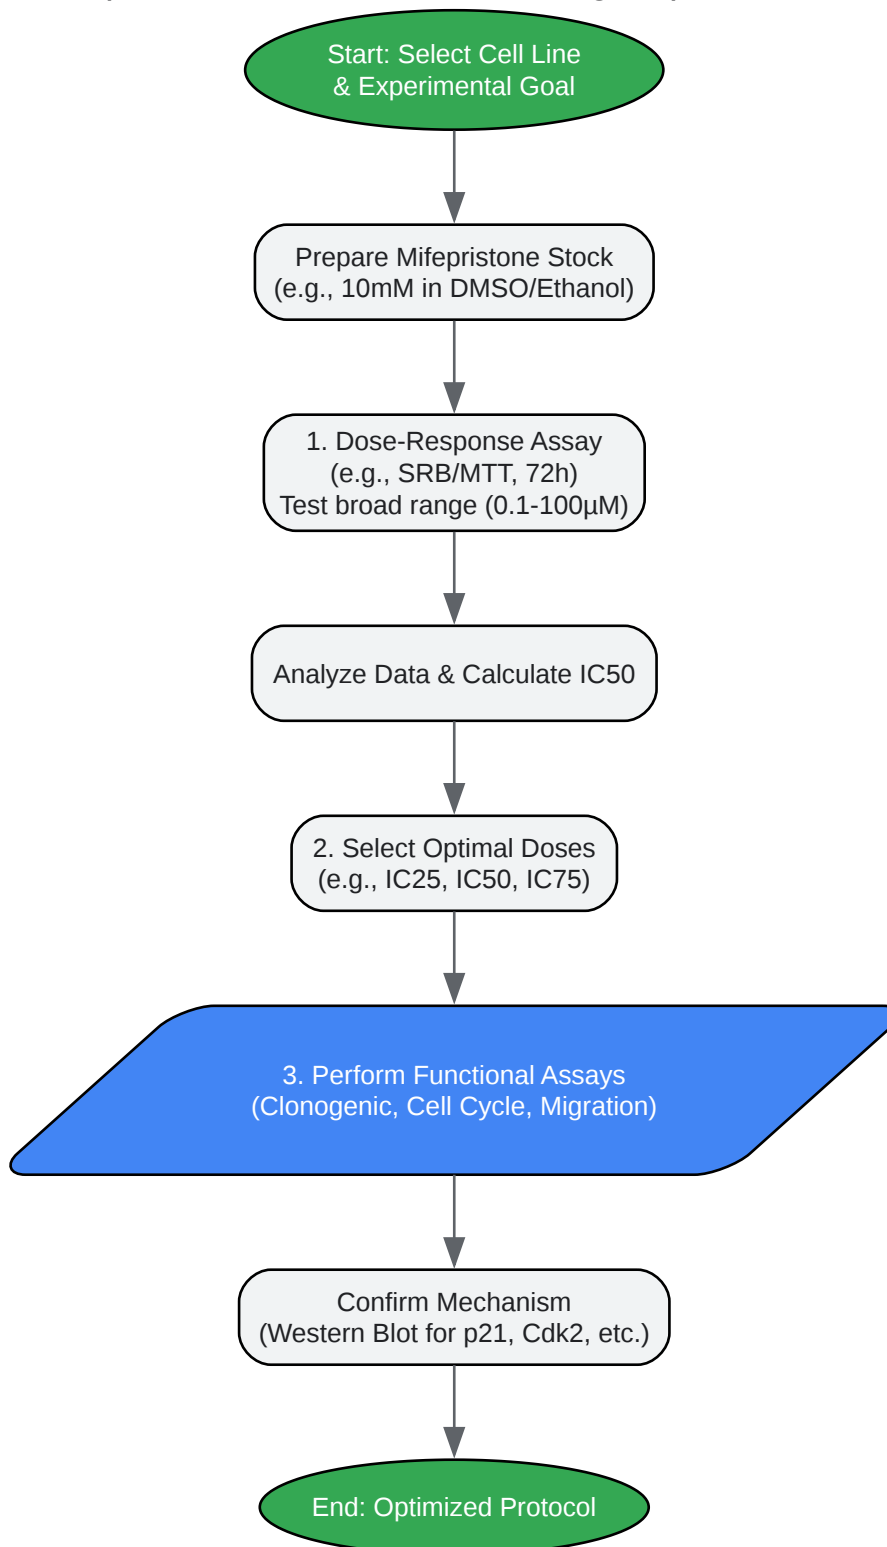 Start: Select Cell Line
& Experimental Goal
Prepare Mifepristone Stock
(e.g., 10mM in DMSO/Ethanol)
1. Dose-Response Assay
(e.g., SRB/MTT, 72h)
Test broad range (0.1-100µM)
Analyze Data & Calculate IC50
2. Select Optimal Doses
(e.g., IC25, IC50, IC75)
3. Perform Functional Assays
(Clonogenic, Cell Cycle, Migration)
Confirm Mechanism
(Western Blot for p21, Cdk2, etc.)
End: Optimized Protocol